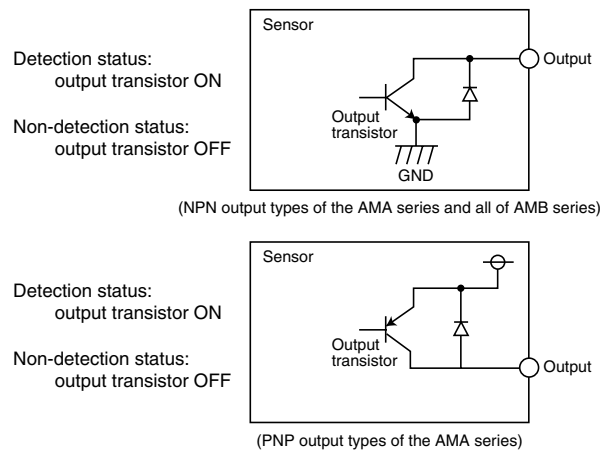 Sensor
Detection status:
output transistor ON
Non-detection status:
output transistor OFF
Output
Output
transistor
GND
(NPN output types of the AMA series and all of AMB series)
Sensor
Detection status:
output transistor ON
Non-detection status:
output transistor OFF
Output
transistor
Output
(PNP output types of the AMA series)